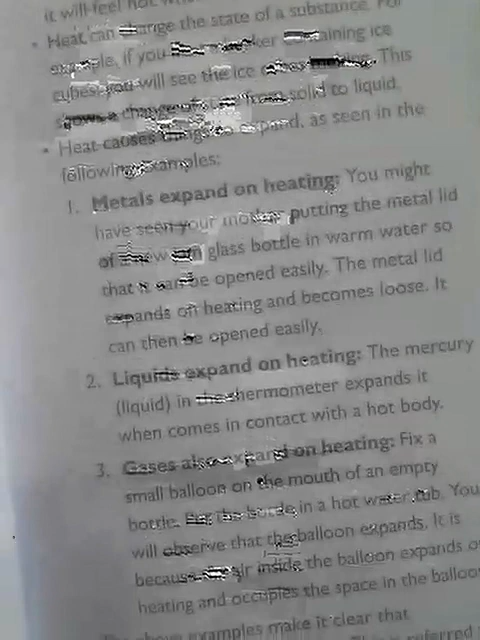 it will feel hot
• Heat can change the state of a substance. For
example, if you beaker containing ice
cubes, you will see the ice This
shows a change from solid to liquid.
• Heat causes things to expand, as seen in the
following examples:
1. Metals expand on heating: You might
have seen your mother putting the metal lid
of glass bottle in warm water so
that it can be opened easily. The metal lid
expands on heating and becomes loose. It
can then be opened easily.
2. Liquids expand on heating: The mercury
(liquid) in the thermometer expands it
when comes in contact with a hot body.
3. Gases also expand on heating: Fix a
small balloon on the mouth of an empty
bottle. in a hot water tub. You
will observe that the balloon expands. It is
because air inside the balloon expands
heating and occupies the space in the
above examples make it clear that